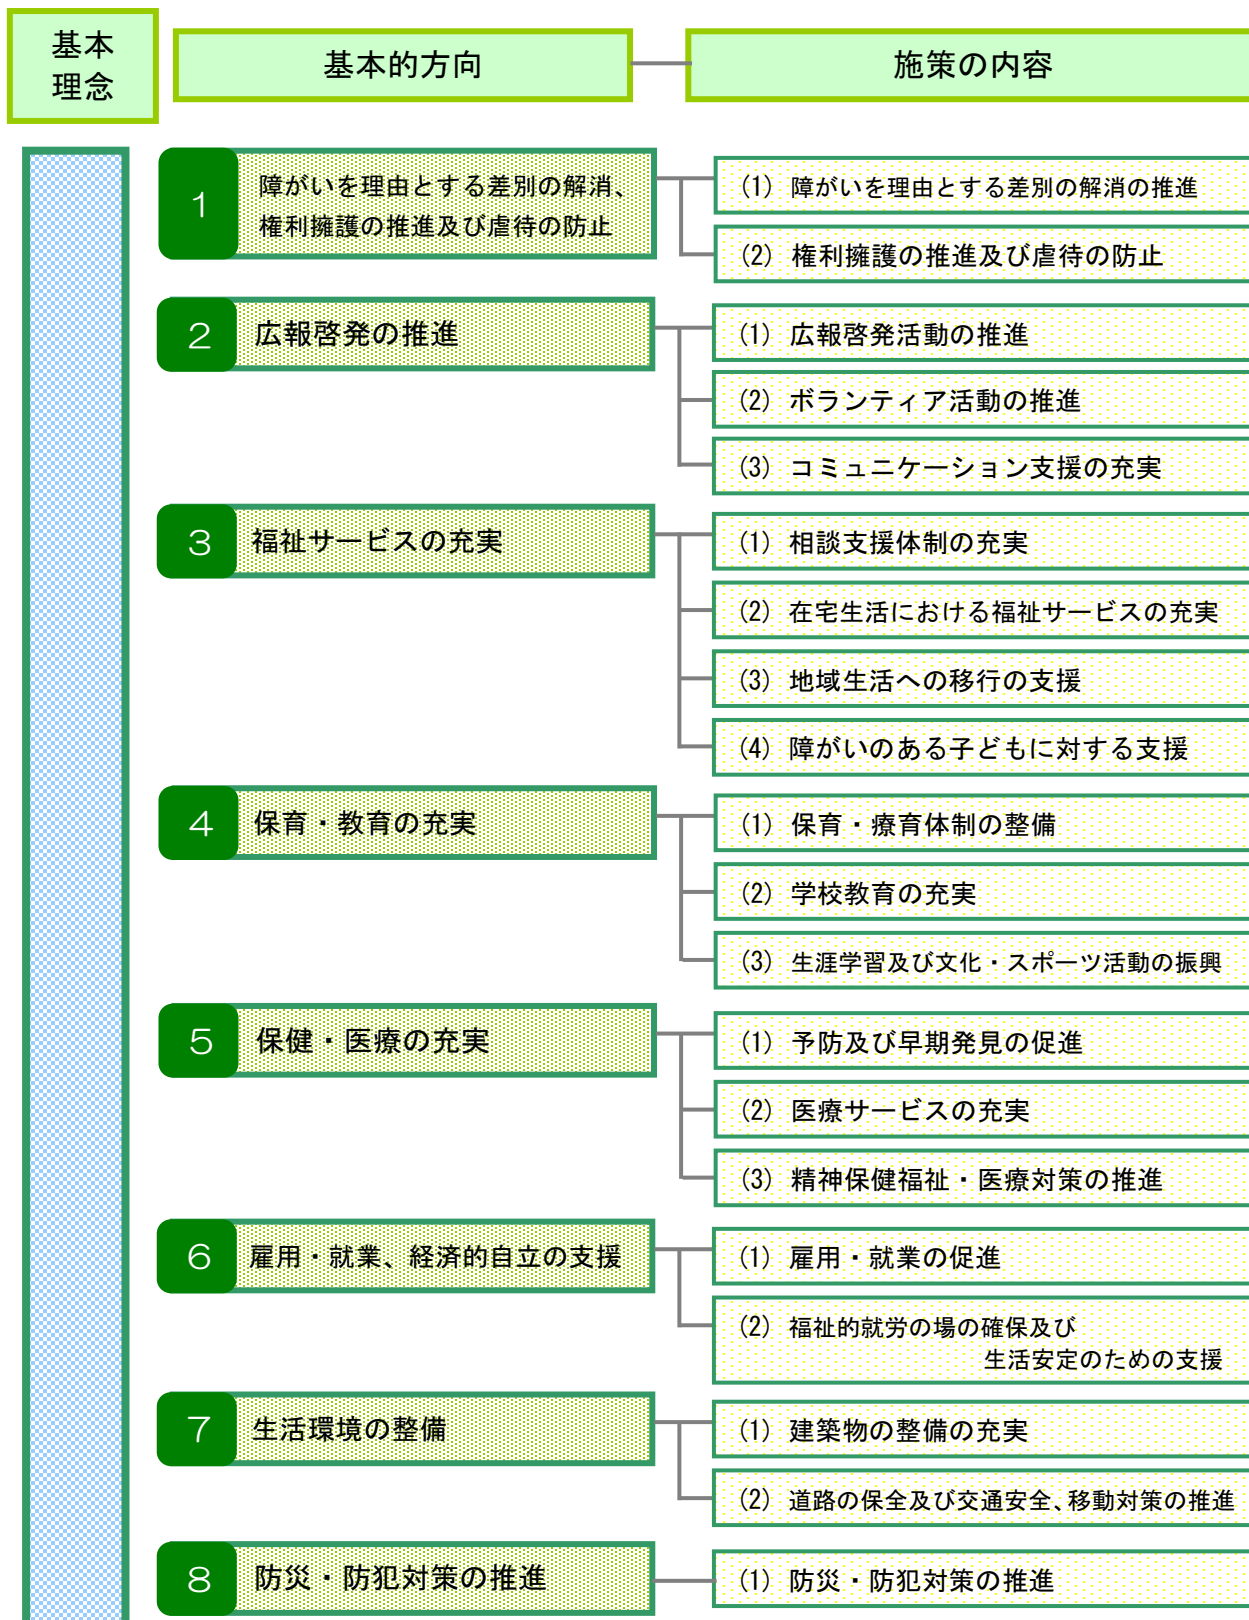 基本
理念
基本的方向
施策の内容
1
障がいを理由とする差別の解消、
権利擁護の推進及び虐待の防止
(1) 障がいを理由とする差別の解消の推進
(2) 権利擁護の推進及び虐待の防止
2
広報啓発の推進
(1) 広報啓発活動の推進
(2) ボランティア活動の推進
(3) コミュニケーション支援の充実
3
福祉サービスの充実
(1) 相談支援体制の充実
(2) 在宅生活における福祉サービスの充実
(3) 地域生活への移行の支援
(4) 障がいのある子どもに対する支援
4
保育・教育の充実
(1) 保育・療育体制の整備
(2) 学校教育の充実
(3) 生涯学習及び文化・スポーツ活動の振興
5
保健・医療の充実
(1) 予防及び早期発見の促進
(2) 医療サービスの充実
(3) 精神保健福祉・医療対策の推進
6
雇用・就業、経済的自立の支援
(1) 雇用・就業の促進
(2) 福祉的就労の場の確保及び
生活安定のための支援
7
生活環境の整備
(1) 建築物の整備の充実
(2) 道路の保全及び交通安全、移動対策の推進
8
防災・防犯対策の推進
(1) 防災・防犯対策の推進